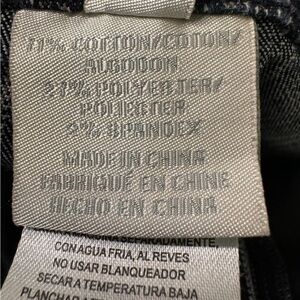 71% COTTON/COTON/
ALGODON
27% POLYESTER/
POLIESTER
2% SPANDEX
MADE IN CHINA
FABRIQUÉ EN CHINE
HECHO EN CHINA
SEPARADAMENTE,
CON AGUA FRIA, AL REVES
NO USAR BLANQUEADOR
SECAR A TEMPERATURA BAJA
PLANCHAR